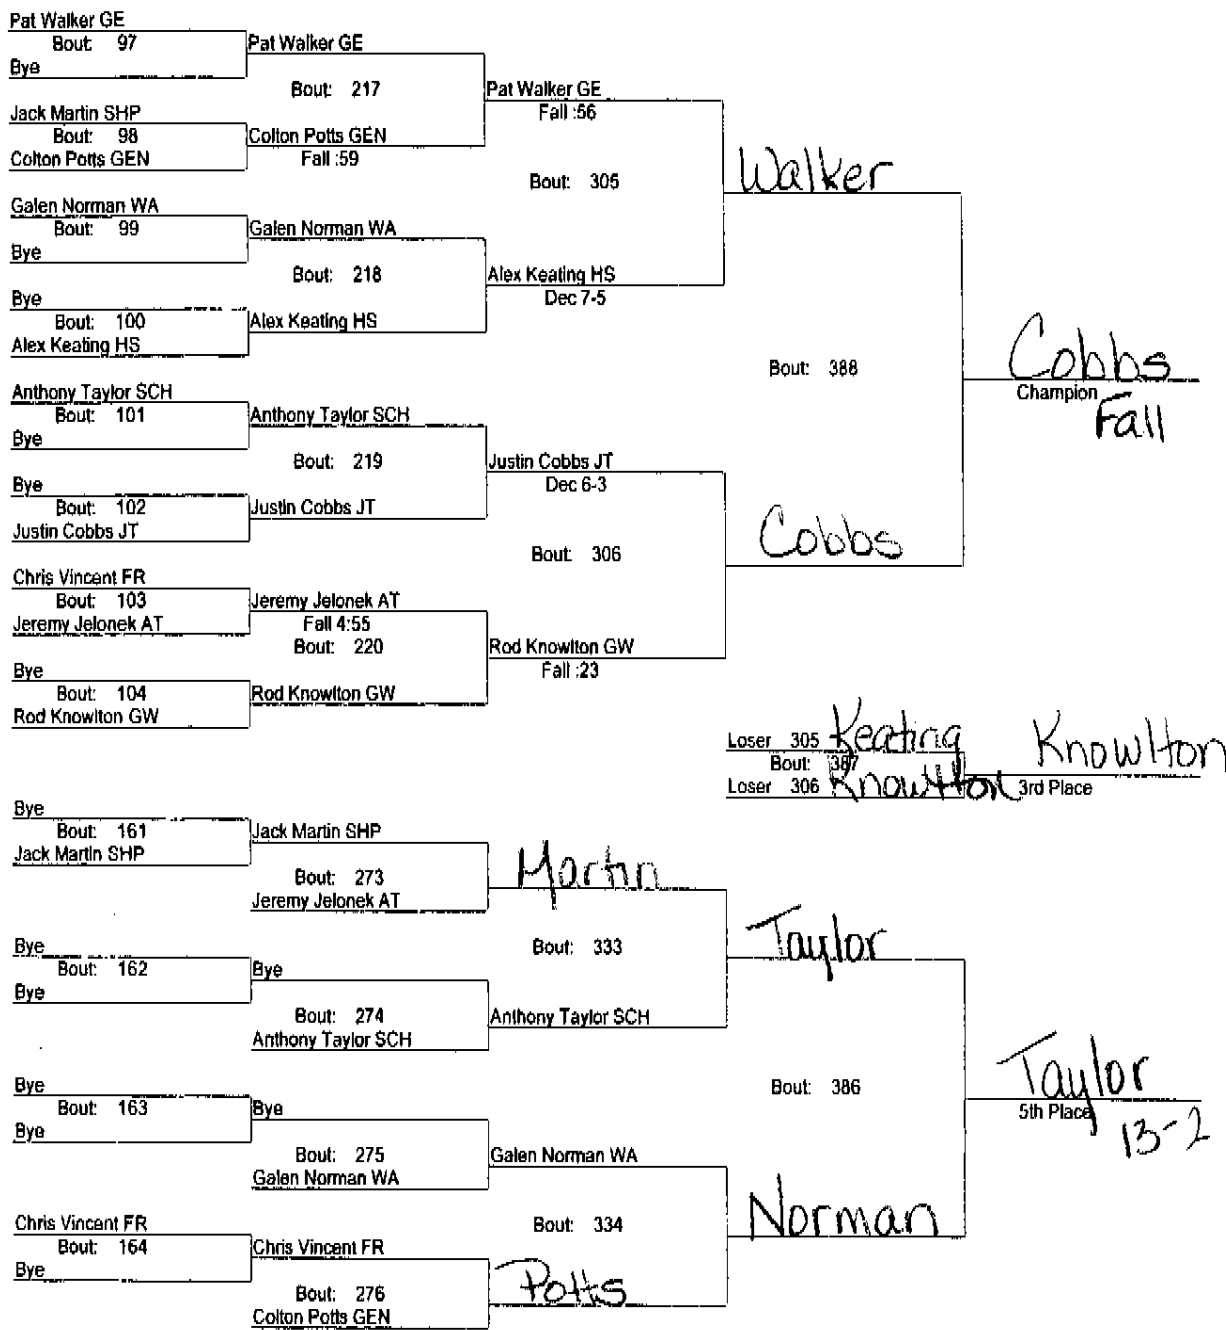 Pat Walker GE
Bout: 97
Pat Walker GE
Bye
Bout: 217
Pat Walker GE
Fall :56
Jack Martin SHP
Bout: 98
Colton Potts GEN
Colton Potts GEN
Fall :59
Bout: 305
Walker
Galen Norman WA
Bout: 99
Galen Norman WA
Bye
Bout: 218
Alex Keating HS
Dec 7-5
Bye
Bout: 100
Alex Keating HS
Alex Keating HS
Bout: 388
Cobbs
Champion
Fall
Anthony Taylor SCH
Bout: 101
Anthony Taylor SCH
Bye
Bout: 219
Justin Cobbs JT
Dec 6-3
Bye
Bout: 102
Justin Cobbs JT
Justin Cobbs JT
Bout: 306
Cobbs
Chris Vincent FR
Bout: 103
Jeremy Jelonek AT
Jeremy Jelonek AT
Fall 4:55
Bout: 220
Rod Knowlton GW
Fall :23
Bye
Bout: 104
Rod Knowlton GW
Rod Knowlton GW
Loser 305 Keating
Bout: 387
Loser 306 Knowlton
Knowlton
3rd Place
Bye
Bout: 161
Jack Martin SHP
Jack Martin SHP
Bout: 273
Jeremy Jelonek AT
Martin
Bout: 333
Taylor
Bye
Bout: 162
Bye
Bye
Bout: 274
Anthony Taylor SCH
Anthony Taylor SCH
Bout: 386
Taylor
5th Place
13-2
Bye
Bout: 163
Bye
Bye
Bout: 275
Galen Norman WA
Galen Norman WA
Bout: 334
Norman
Chris Vincent FR
Bout: 164
Chris Vincent FR
Bye
Bout: 276
Colton Potts GEN
Potts